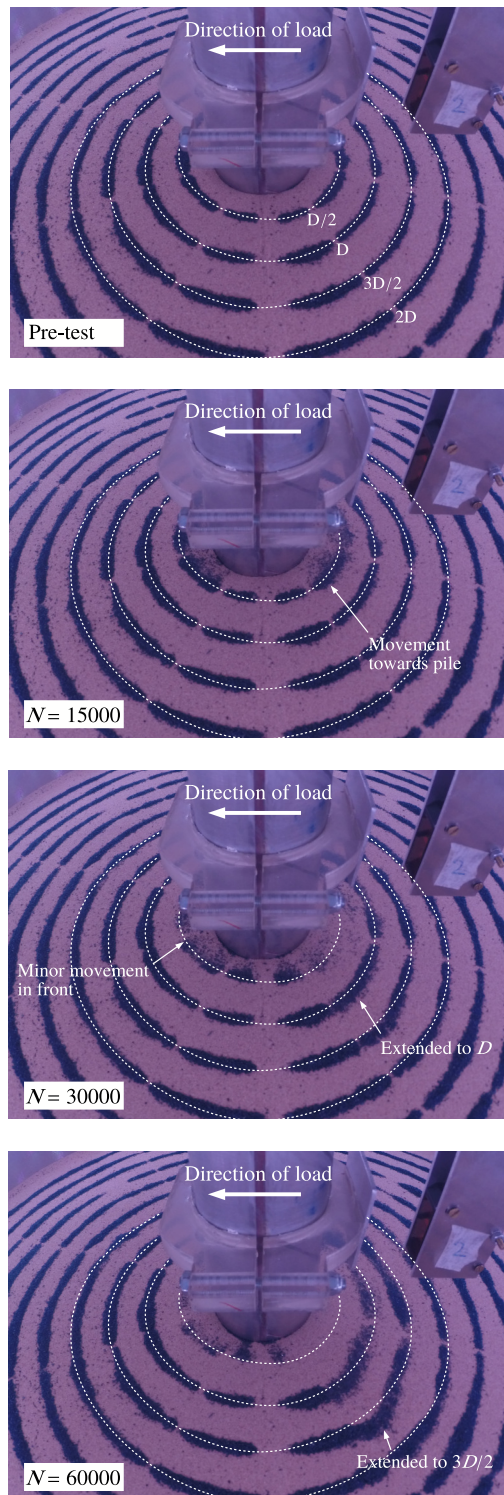 Direction of load
2
D/2
D
3D/2
2D
Pre-test
Direction of load
2
Movement
towards pile
N = 15000
Direction of load
2
Minor movement
in front
Extended to D
N = 30000
Direction of load
2
Extended to 3D/2
N = 60000